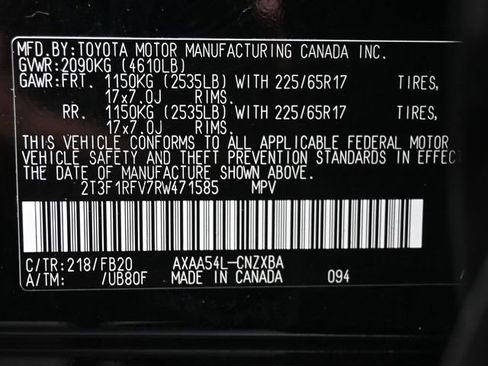 MFD.BY:TOYOTA MOTOR MANUFACTURING CANADA INC.
GVWR:2090KG (4610LB)
GAWR:FRT. 1150KG (2535LB) WITH 225/65R17 TIRES,
17x7.0J RIMS.
RR. 1150KG (2535LB) WITH 225/65R17 TIRES,
17x7.0J RIMS.
THIS VEHICLE CONFORMS TO ALL APPLICABLE FEDERAL MOTOR
VEHICLE SAFETY AND THEFT PREVENTION STANDARDS IN EFFEC
THE DATE OF MANUFACTURE SHOWN ABOVE.
2T3F1RFV7RW471585 MPV
C/TR:218/FB20 AXAA54L-CNZXBA
A/TM: /UB80F MADE IN CANADA 094